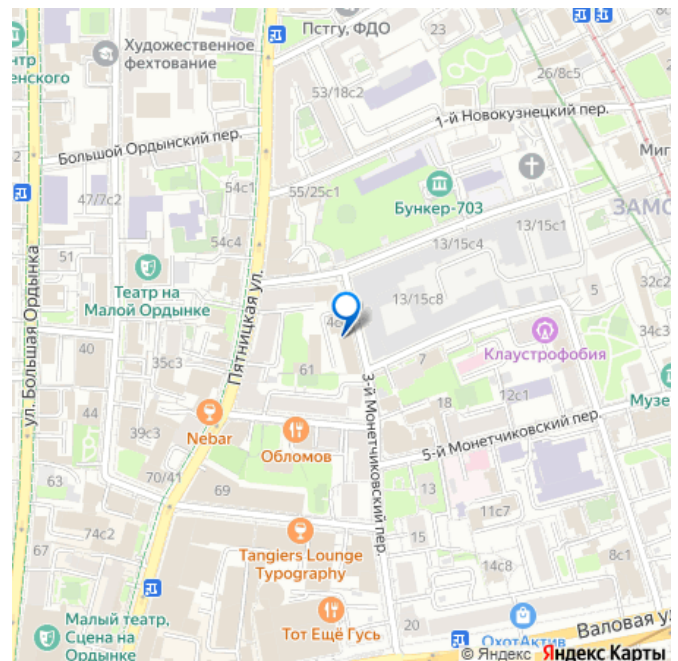 Пстгу, ФДО
23
Художественное
фехтование
нтр
енского
26/8с5
53/18с2
1-й Новокузнецкий пер.
Большой Ордынский пер.
Миг
47/7с2
54с1
55/25с1
Бункер-703
ЗАМО
54с4
13/15с1
13/15с4
51
ул. Большая Ордынка
Театр на
Малой Ордынке
Пятницкая ул.
13/15с8
5
32с2
34с3
40
35с3
61
7
Клаустрофобия
3-й Монетчиковский пер.
12с1
Музе
44
Nebar
18
39с3
Обломов
5-й Монетчиковский пер.
63
70/41
69
13
11с7
74с2
67
15
Tangiers Lounge
Typography
14с8
8с1
Малый театр,
Сцена на
Ордынке
Тот Ещё Гусь
20
ОхотАктив
Валовая у
© Яндекс Яндекс Карты